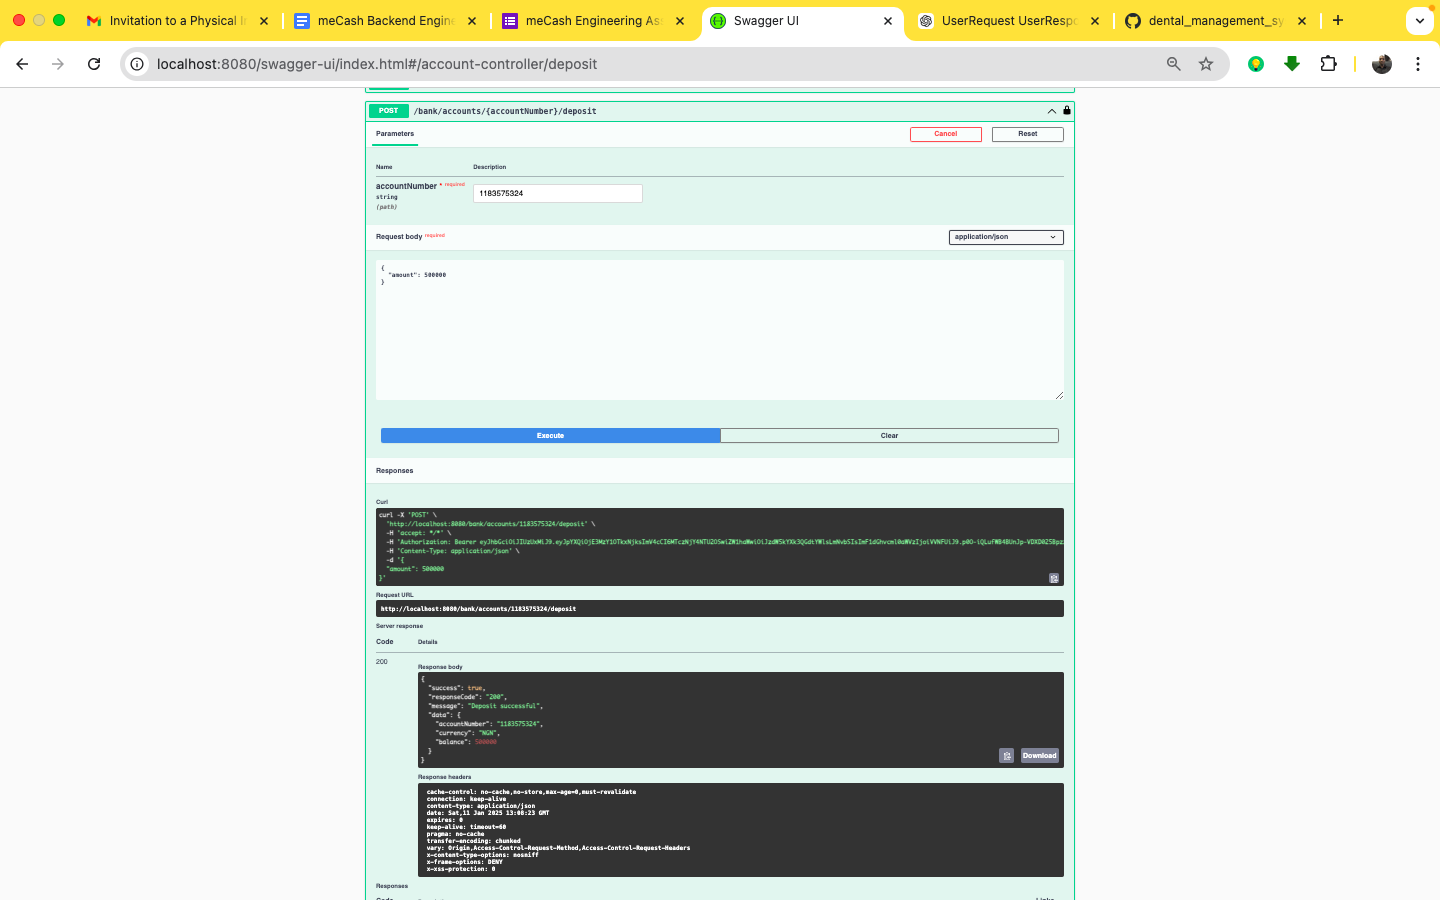 Invitation to a Physical I
meCash Backend Engine
meCash Engineering As
Swagger UI
UserRequest UserRespo
dental_management_sy
localhost:8080/swagger-ui/index.html#/account-controller/deposit
POST /bank/accounts/{accountNumber}/deposit
Parameters
Cancel
Reset
Name
Description
accountNumber * required
string
(path)
1183575324
Request body required
application/json
{
"amount": 500000
}
Execute
Clear
Responses
Curl
curl -X 'POST' \
'http://localhost:8080/bank/accounts/1183575324/deposit' \
-H 'accept: */*' \
-H 'Authorization: Bearer
-H 'Content-Type: application/json' \
-d '{
"amount": 500000
}'
Request URL
http://localhost:8080/bank/accounts/1183575324/deposit
Server response
Code
Details
200
Response body
{
"success": true,
"responseCode": "200",
"message": "Deposit successful",
"data": {
"accountNumber": "1183575324",
"currency": "NGN",
"balance": 500000
}
}
Download
Response headers
cache-control: no-cache,no-store,max-age=0,must-revalidate
connection: keep-alive
content-type: application/json
date: Sat,11 Jan 2025 13:08:23 GMT
expires: 0
keep-alive: timeout=60
pragma: no-cache
transfer-encoding: chunked
vary: Origin,Access-Control-Request-Method,Access-Control-Request-Headers
x-content-type-options: nosniff
x-frame-options: DENY
x-xss-protection: 0
Responses